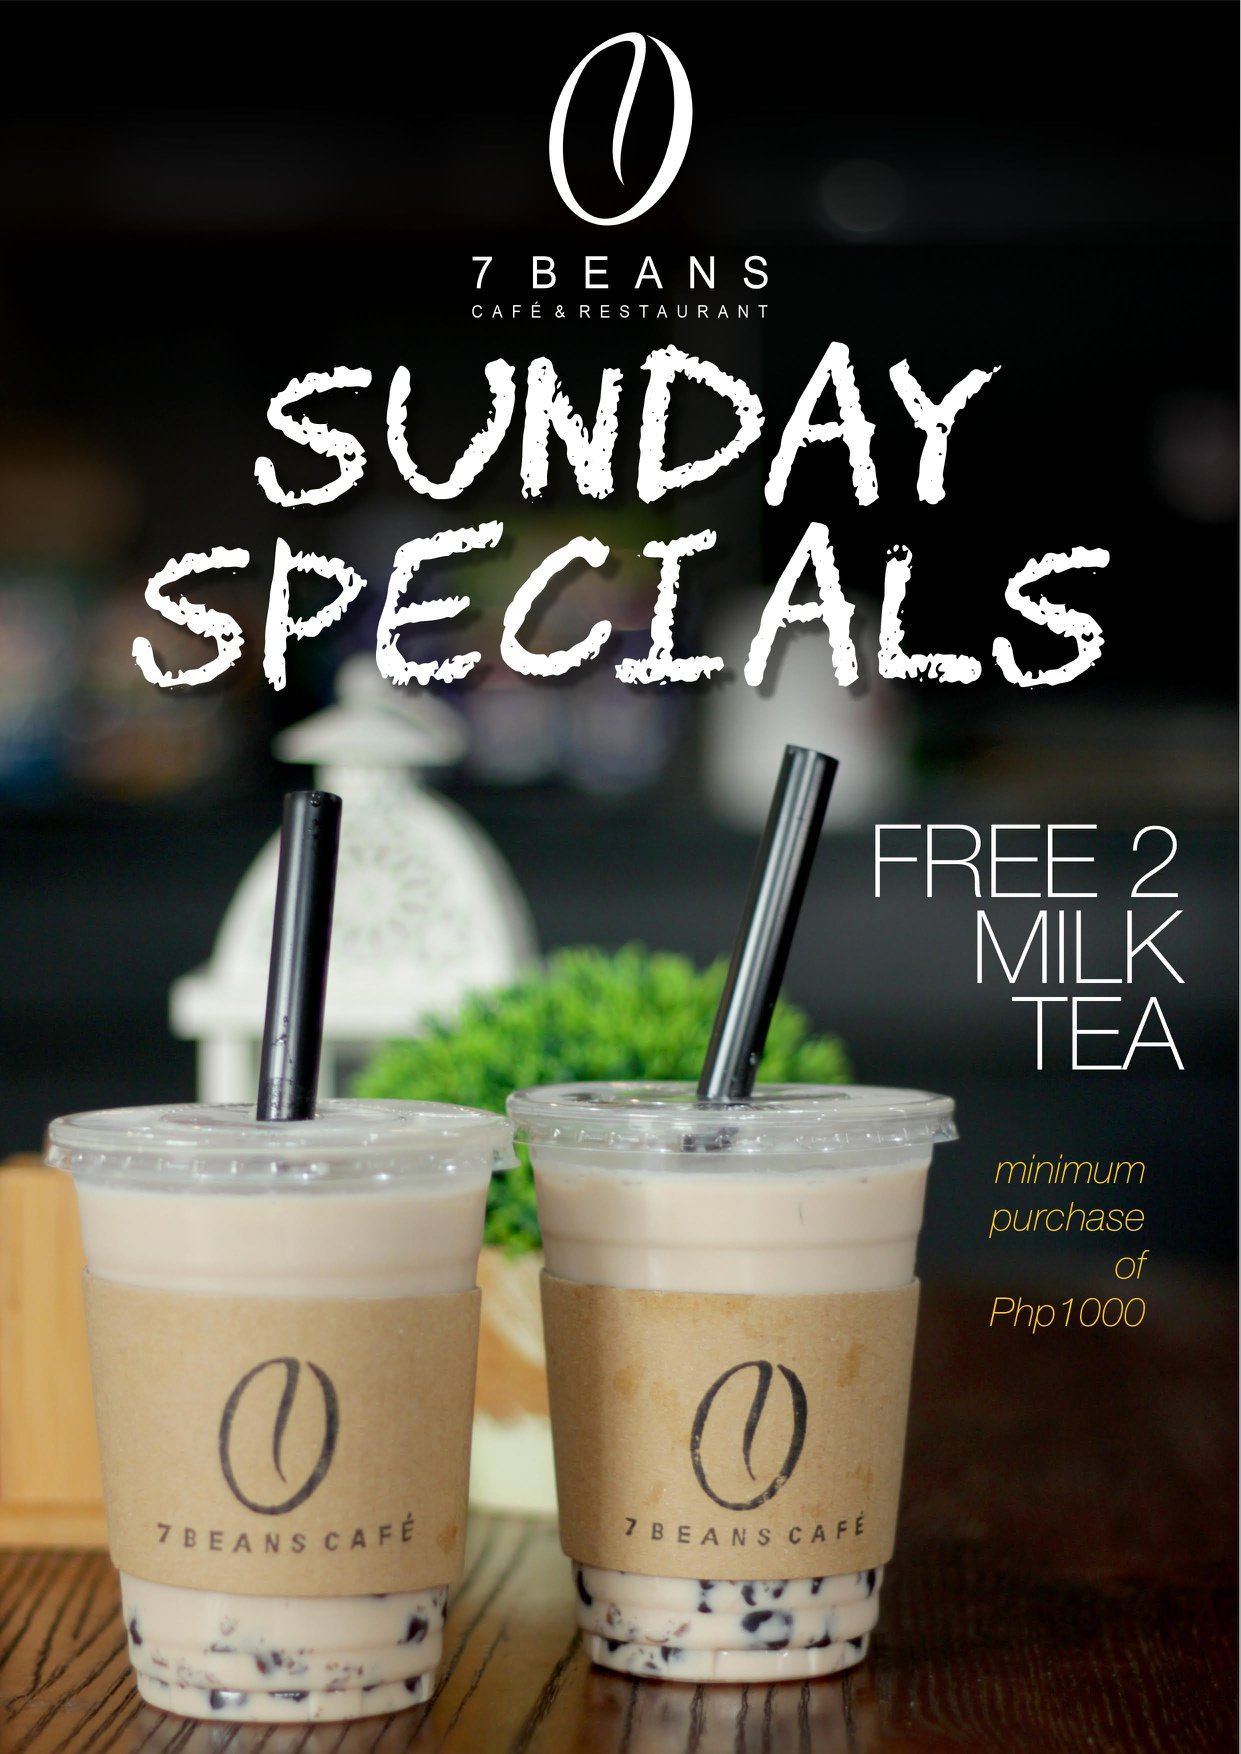 7 BEANS
CAFÉ & RESTAURANT
SUNDAY
SPECIALS
FREE 2
MILK
TEA
minimum
purchase
of
Php1000
7 BEANS CAFÉ
7 BEANS CAFÉ